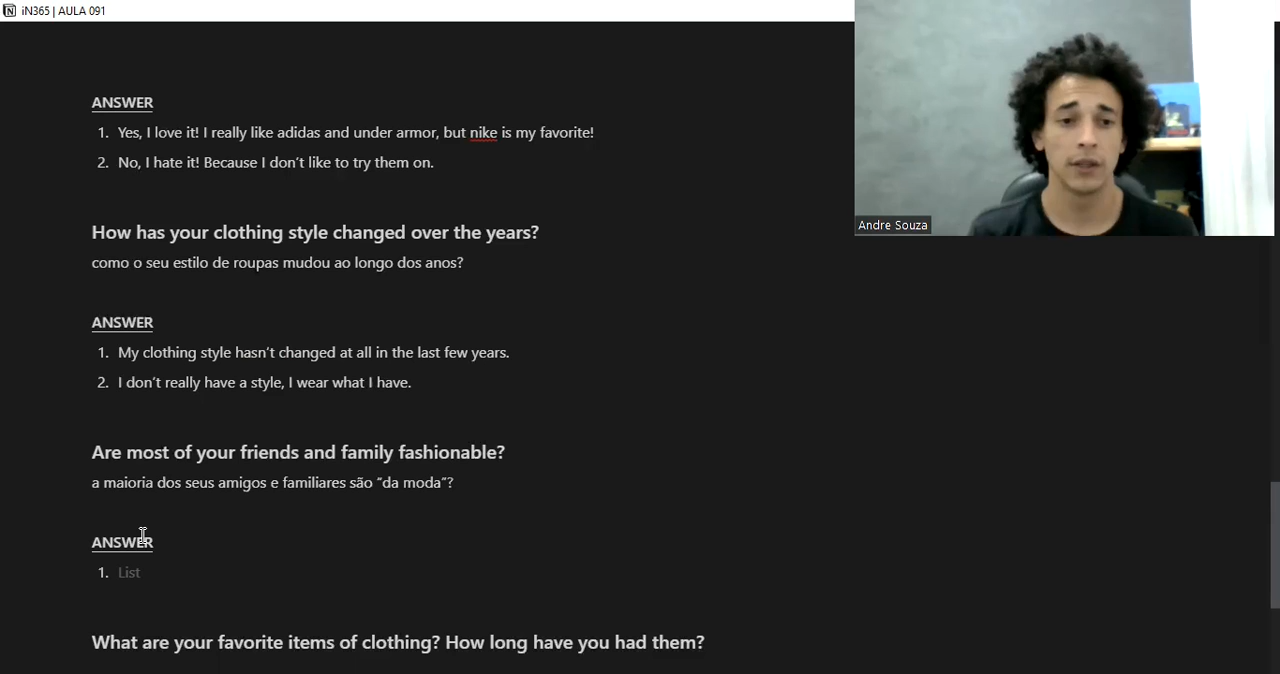 iN365 | AULA 091
ANSWER
1. Yes, I love it! I really like adidas and under armor, but nike is my favorite!
2. No, I hate it! Because I don't like to try them on.
Andre Souza
How has your clothing style changed over the years?
como o seu estilo de roupas mudou ao longo dos anos?
ANSWER
1. My clothing style hasn't changed at all in the last few years.
2. I don't really have a style, I wear what I have.
Are most of your friends and family fashionable?
a maioria dos seus amigos e familiares são "da moda"?
ANSWER
1. List
What are your favorite items of clothing? How long have you had them?